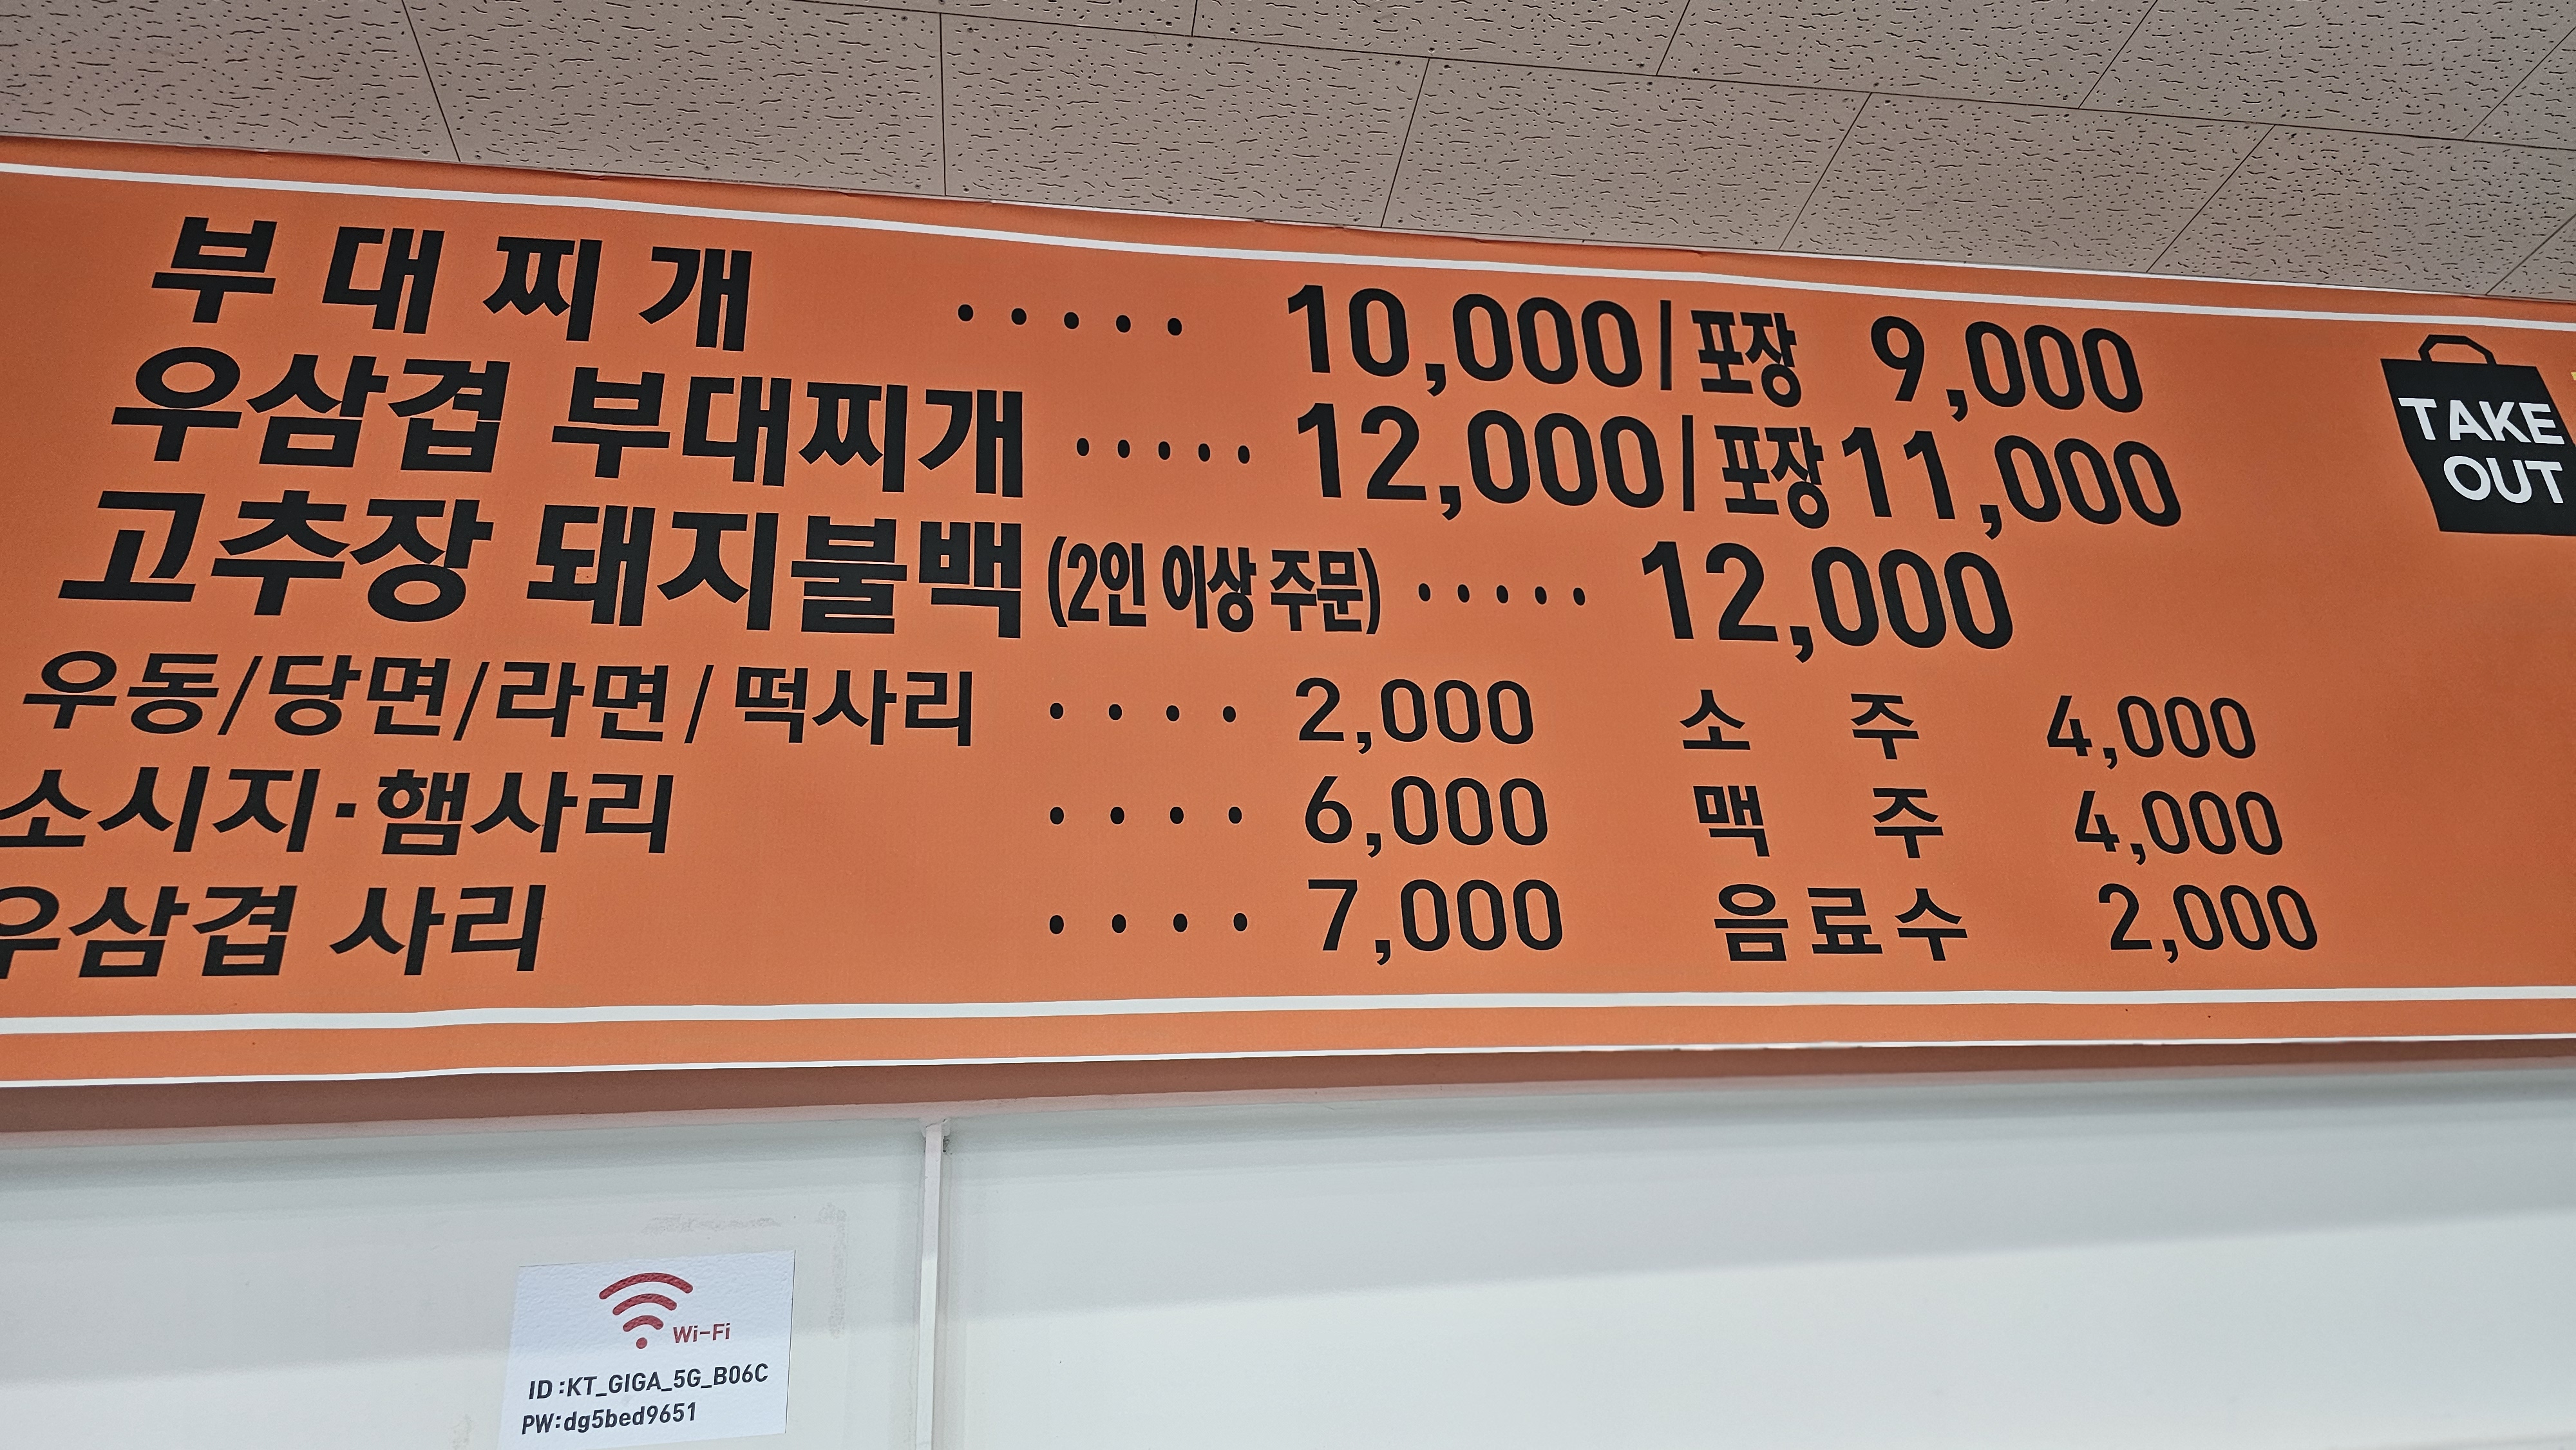 부대찌개 ····· 10,000/포장 9,000
우삼겹 부대찌개 ····· 12,000/포장 11,000
고추장 돼지불백 (2인 이상 주문) ····· 12,000
TAKE
OUT
우동/당면/라면/떡사리 ···· 2,000
소시지·햄사리 ···· 6,000
우삼겹 사리 ···· 7,000
소 주 4,000
맥 주 4,000
음료수 2,000
Wi-Fi
ID:KT_GIGA_5G_B06C
PW:dg5bed9651